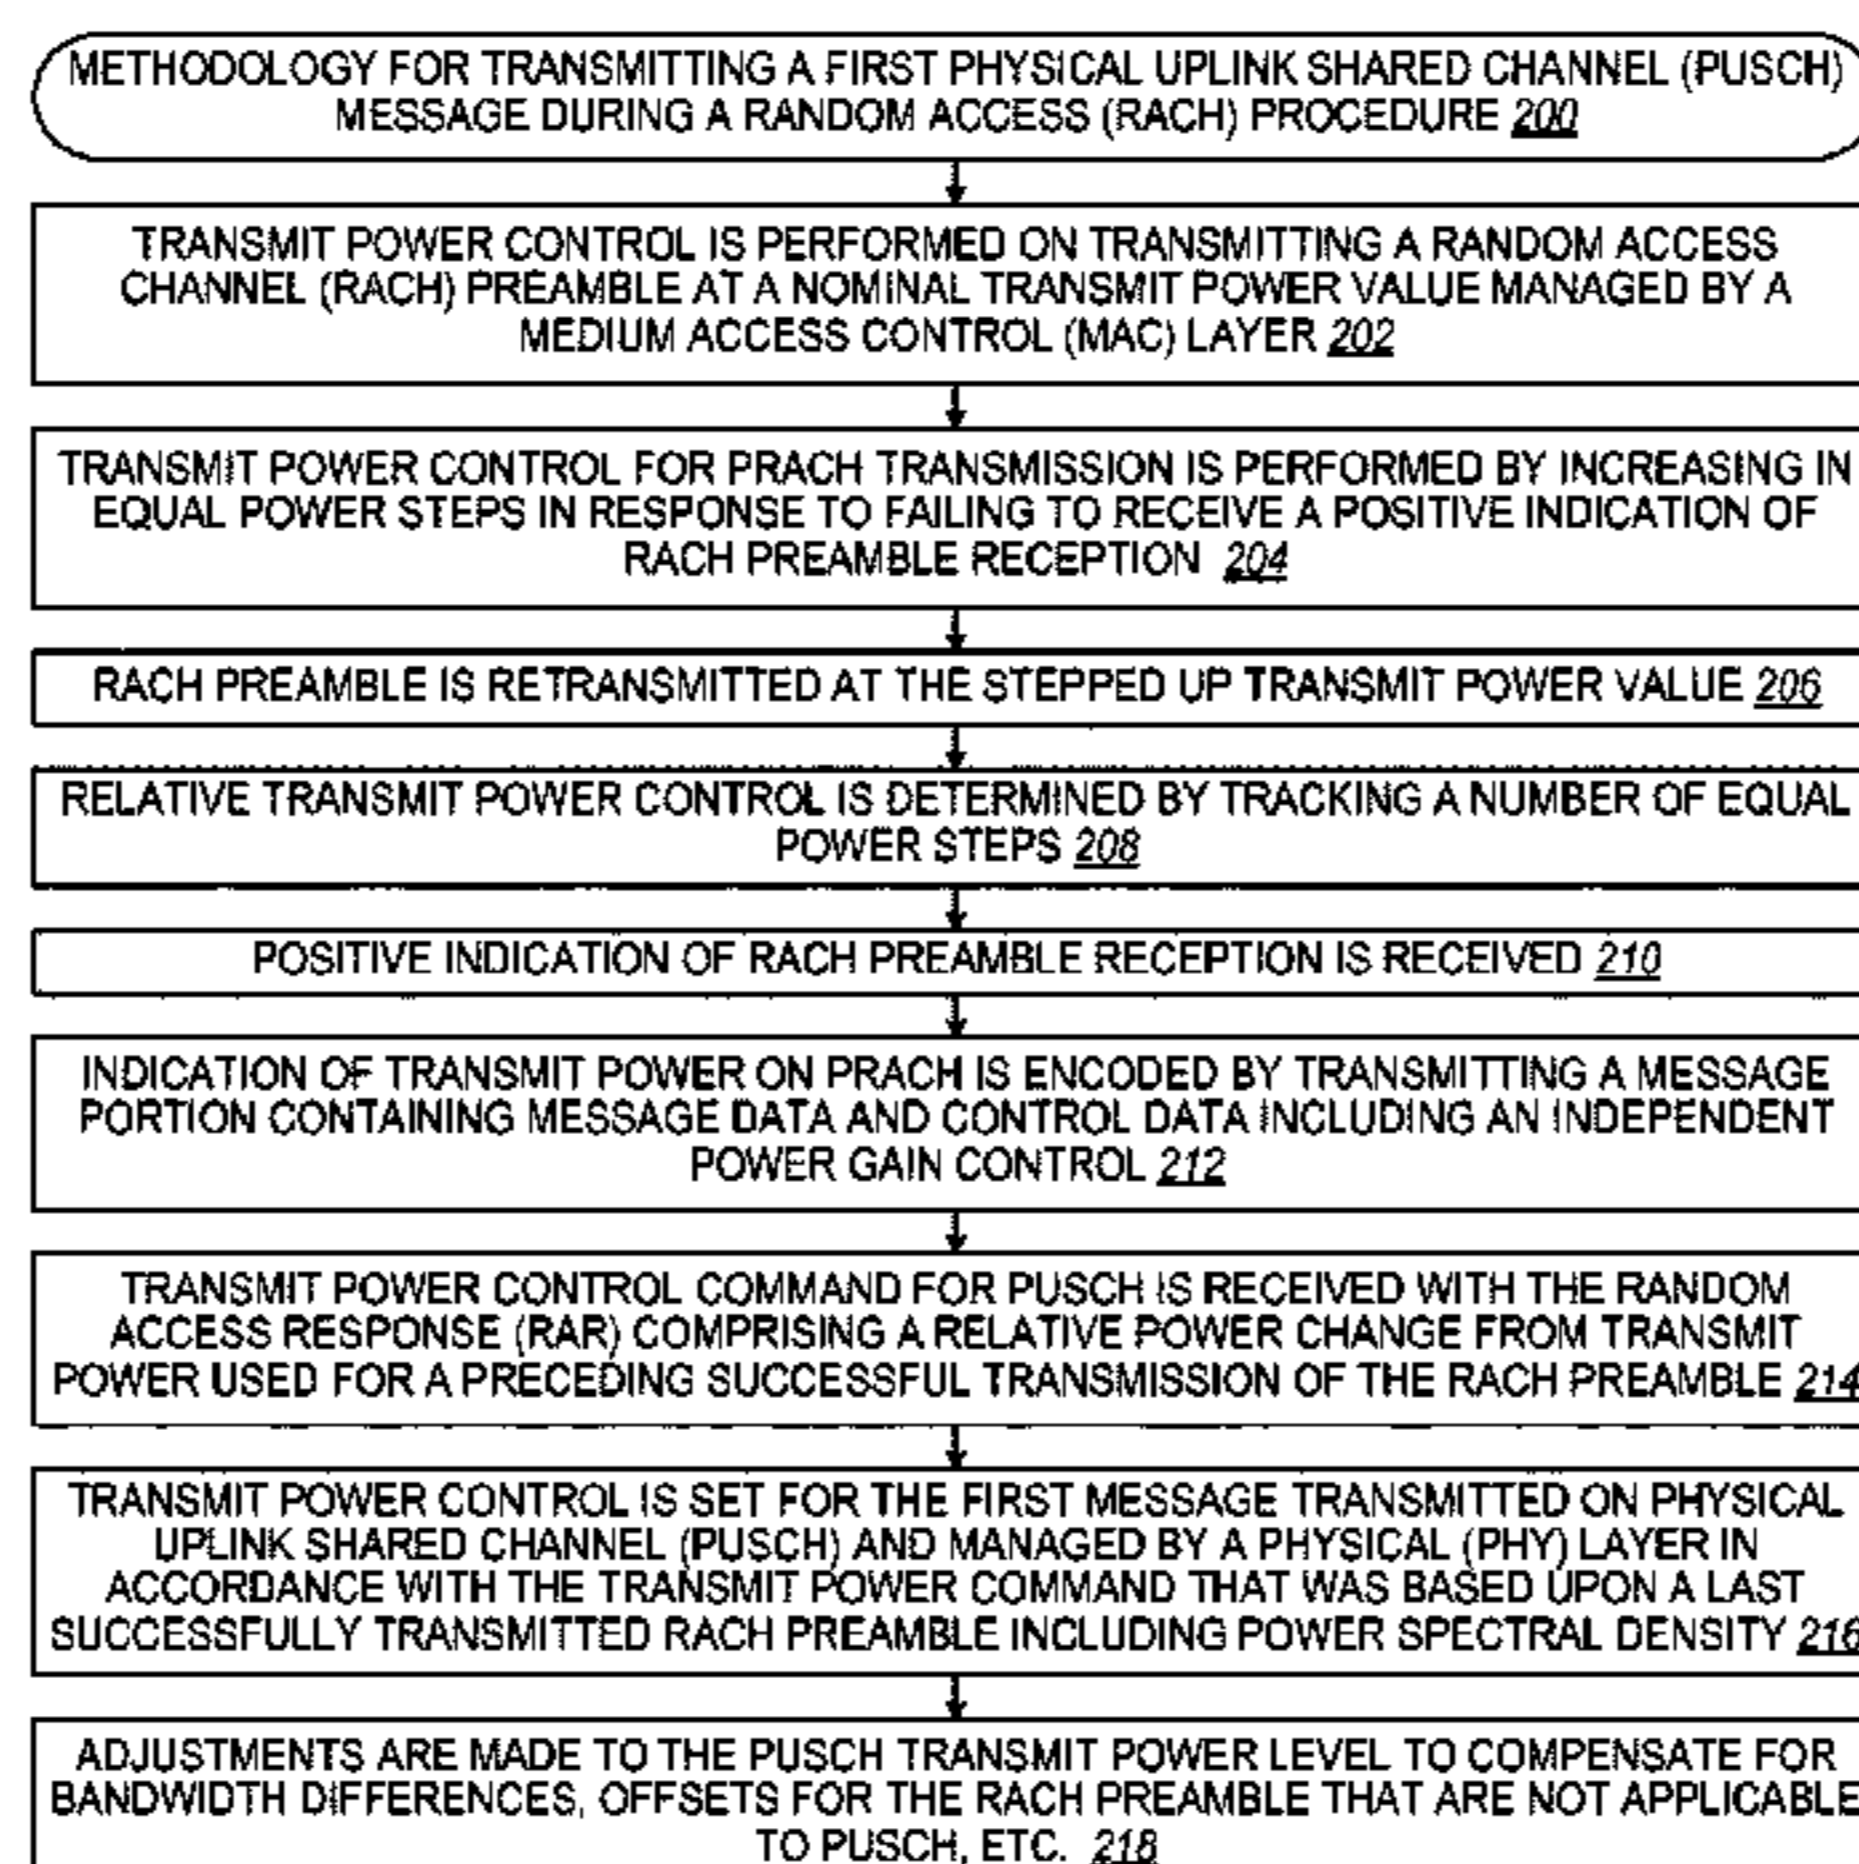 METHODOLOGY FOR TRANSMITTING A FIRST PHYSICAL UPLINK SHARED CHANNEL (PUSCH)
MESSAGE DURING A RANDOM ACCESS (RACH) PROCEDURE 200
TRANSMIT POWER CONTROL IS PERFORMED ON TRANSMITTING A RANDOM ACCESS
CHANNEL (RACH) PREAMBLE AT A NOMINAL TRANSMIT POWER VALUE MANAGED BY A
MEDIUM ACCESS CONTROL (MAC) LAYER 202
TRANSMIT POWER CONTROL FOR PRACH TRANSMISSION IS PERFORMED BY INCREASING IN
EQUAL POWER STEPS IN RESPONSE TO FAILING TO RECEIVE A POSITIVE INDICATION OF
RACH PREAMBLE RECEPTION 204
RACH PREAMBLE IS RETRANSMITTED AT THE STEPPED UP TRANSMIT POWER VALUE 206
RELATIVE TRANSMIT POWER CONTROL IS DETERMINED BY TRACKING A NUMBER OF EQUAL
POWER STEPS 208
POSITIVE INDICATION OF RACH PREAMBLE RECEPTION IS RECEIVED 210
INDICATION OF TRANSMIT POWER ON PRACH IS ENCODED BY TRANSMITTING A MESSAGE
PORTION CONTAINING MESSAGE DATA AND CONTROL DATA INCLUDING AN INDEPENDENT
POWER GAIN CONTROL 212
TRANSMIT POWER CONTROL COMMAND FOR PUSCH IS RECEIVED WITH THE RANDOM
ACCESS RESPONSE (RAR) COMPRISING A RELATIVE POWER CHANGE FROM TRANSMIT
POWER USED FOR A PRECEDING SUCCESSFUL TRANSMISSION OF THE RACH PREAMBLE 214
TRANSMIT POWER CONTROL IS SET FOR THE FIRST MESSAGE TRANSMITTED ON PHYSICAL
UPLINK SHARED CHANNEL (PUSCH) AND MANAGED BY A PHYSICAL (PHY) LAYER IN
ACCORDANCE WITH THE TRANSMIT POWER COMMAND THAT WAS BASED UPON A LAST
SUCCESSFULLY TRANSMITTED RACH PREAMBLE INCLUDING POWER SPECTRAL DENSITY 216
ADJUSTMENTS ARE MADE TO THE PUSCH TRANSMIT POWER LEVEL TO COMPENSATE FOR
BANDWIDTH DIFFERENCES, OFFSETS FOR THE RACH PREAMBLE THAT ARE NOT APPLICABLE
TO PUSCH, ETC. 218